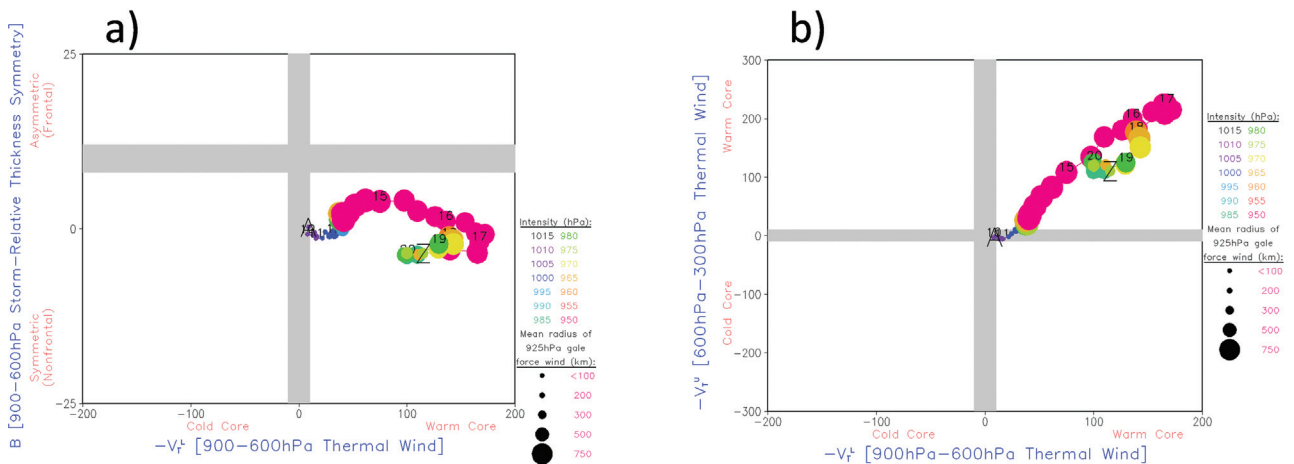 a)
B [900−600hPa Storm−Relative Thickness Symmetry]
Asymmetric
(Frontal)
Symmetric
(Nonfrontal)
25
0
−25
15
16
17
19
Z
−200
−100
0
100
200
Cold Core
Warm Core
−V_T^L [900−600hPa Thermal Wind]
Intensity (hPa):
1015 980
1010 975
1005 970
1000 965
995 960
990 955
985 950
Mean radius of
925hPa gale
force wind (km):
<100
200
300
500
750
b)
−V_T^U [600hPa−300hPa Thermal Wind]
Warm Core
Cold Core
300
200
100
0
−100
−200
−300
17
16
18
19
20
15
Z
A
−200
−100
0
100
200
Cold Core
Warm Core
−V_T^L [900hPa−600hPa Thermal Wind]
Intensity (hPa):
1015 980
1010 975
1005 970
1000 965
995 960
990 955
985 950
Mean radius of
925hPa gale
force wind (km):
<100
200
300
500
750